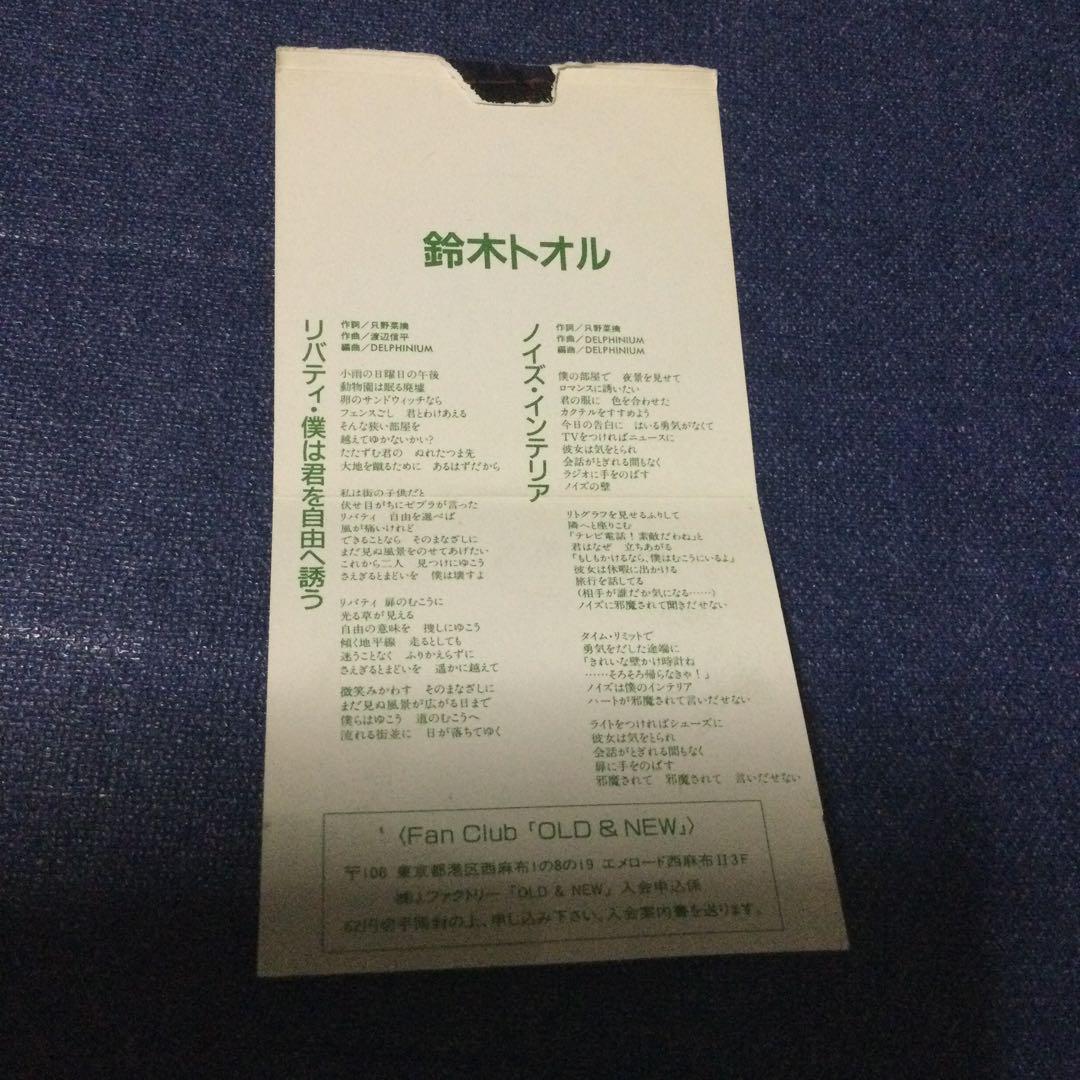 鈴木トオル
リバティ・僕は君を自由へ誘う
作詞／只野菜摘
作曲／渡辺信平
編曲／DELPHINIUM
小雨の日曜日の午後
動物園は眠る廃墟
卵のサンドウィッチなら
フェンスごし　君とわけあえる
そんな狭い部屋を
越えてゆかないかい?
たたずむ君の　ぬれたつま先
大地を蹴るために　あるはずだから
私は街の子供だと
伏せ目がちにゼブラが言った
リバティ　自由を選べば
風が痛いけれど
できることなら　そのまなざしに
まだ見ぬ風景をのせてあげたい
これから二人　見つけにゆこう
さえぎるとまどいを　僕は壊すよ
リバティ 扉のむこうに
光る草が見える
自由の意味を　捜しにゆこう
傾く地平線　走るとしても
迷うことなく　ふりかえらずに
さえぎるとまどいを　遥かに越えて
微笑みかわす　そのまなざしに
まだ見ぬ風景が広がる日まで
僕らはゆこう　道のむこうへ
流れる街並に　日が落ちてゆく
ノイズ・インテリア
作詞／只野菜摘
作曲／DELPHINIUM
編曲／DELPHINIUM
僕の部屋で　夜景を見せて
ロマンスに誘いたい
君の服に　色を合わせた
カクテルをすすめよう
今日の告白に　はいる勇気がなくて
TVをつければニュースに
彼女は気をとられ
会話がとぎれる間もなく
ラジオに手をのばす
ノイズの壁
リトグラフを見せるふりして
隣へと座りこむ
「テレビ電話！素敵だわね」と
君はなぜ　立ちあがる
「もしもかけるなら、僕はむこうにいるよ」
彼女は休暇に出かける
旅行を話してる
(相手が誰だか気になる……)
ノイズに邪魔されて聞きだせない
タイム・リミットで
勇気をだした途端に
「きれいな壁かけ時計ね
……そろそろ帰らなきゃ！」
ノイズは僕のインテリア
ハートが邪魔されて言いだせない
ライトをつければシューズに
彼女は気をとられ
会話がとぎれる間もなく
扉に手をのばす
邪魔されて　邪魔されて　言いだせない
〈Fan Club「OLD & NEW」〉
〒106 東京都港区西麻布1の8の19 エメロード西麻布II3F
㈱J.ファクトリー「OLD & NEW」入会申込係
62円切手同封の上、申し込み下さい。入会案内書を送ります。